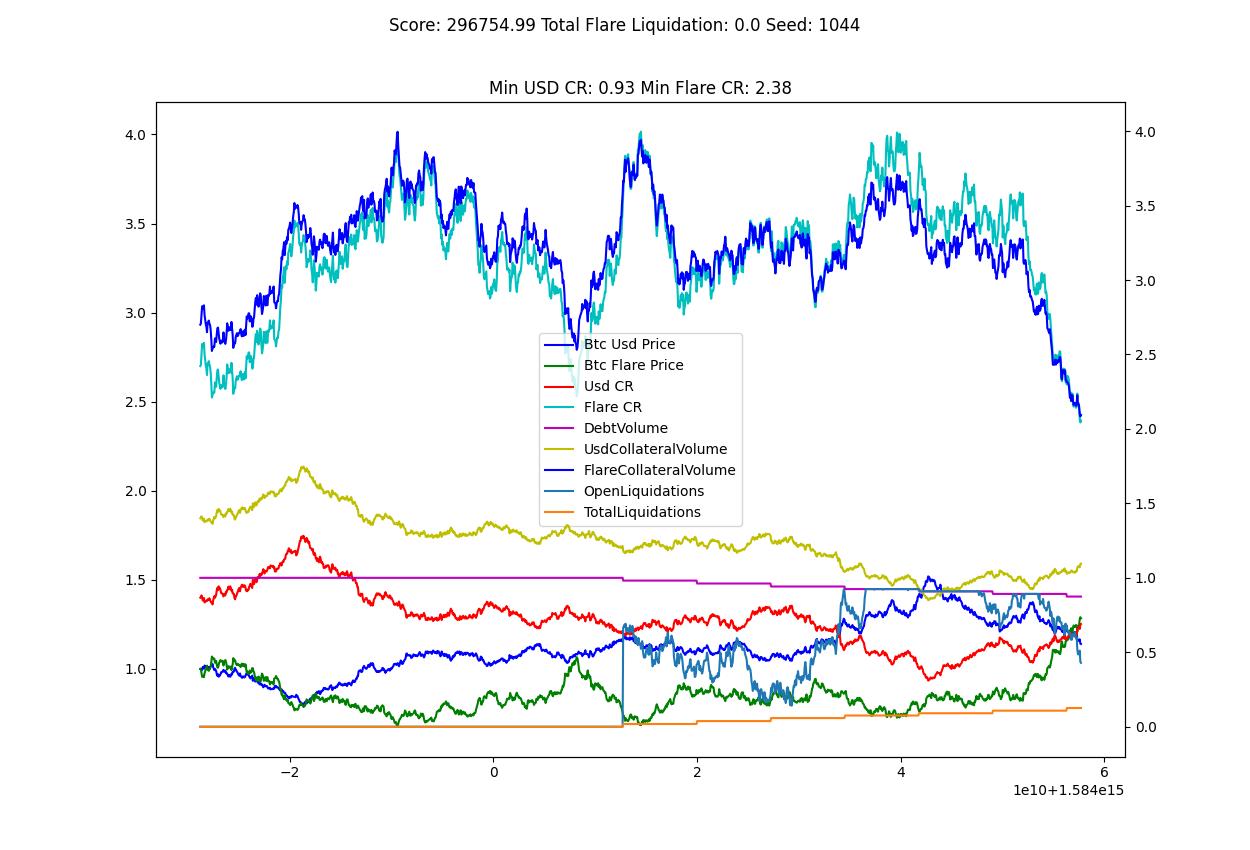 Score: 296754.99 Total Flare Liquidation: 0.0 Seed: 1044
Min USD CR: 0.93 Min Flare CR: 2.38
4.0
3.5
3.0
2.5
2.0
1.5
1.0
4.0
3.5
3.0
2.5
2.0
1.5
1.0
0.5
0.0
Btc Usd Price
Btc Flare Price
Usd CR
Flare CR
DebtVolume
UsdCollateralVolume
FlareCollateralVolume
OpenLiquidations
TotalLiquidations
−2 0 2 4 6
1e10+1.584e15